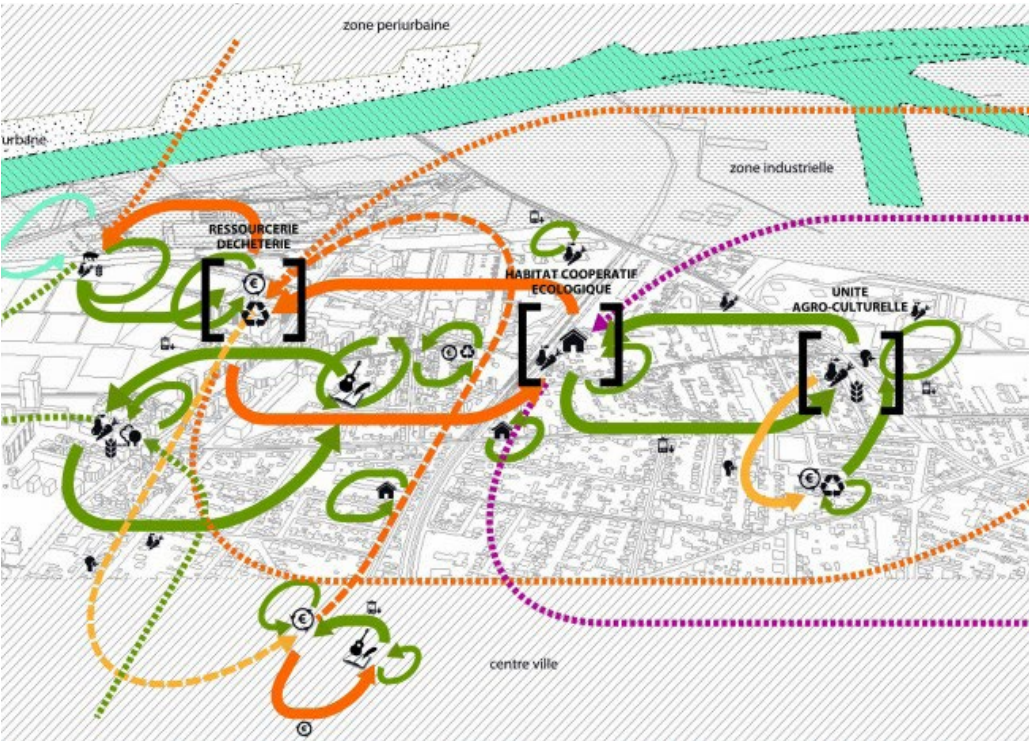 zone periurbaine
urbaine
zone industrielle
RESSOURCERIE
DECHETERIE
HABITAT COOPERATIF
ECOLOGIQUE
UNITE
AGRO-CULTURELLE
centre ville